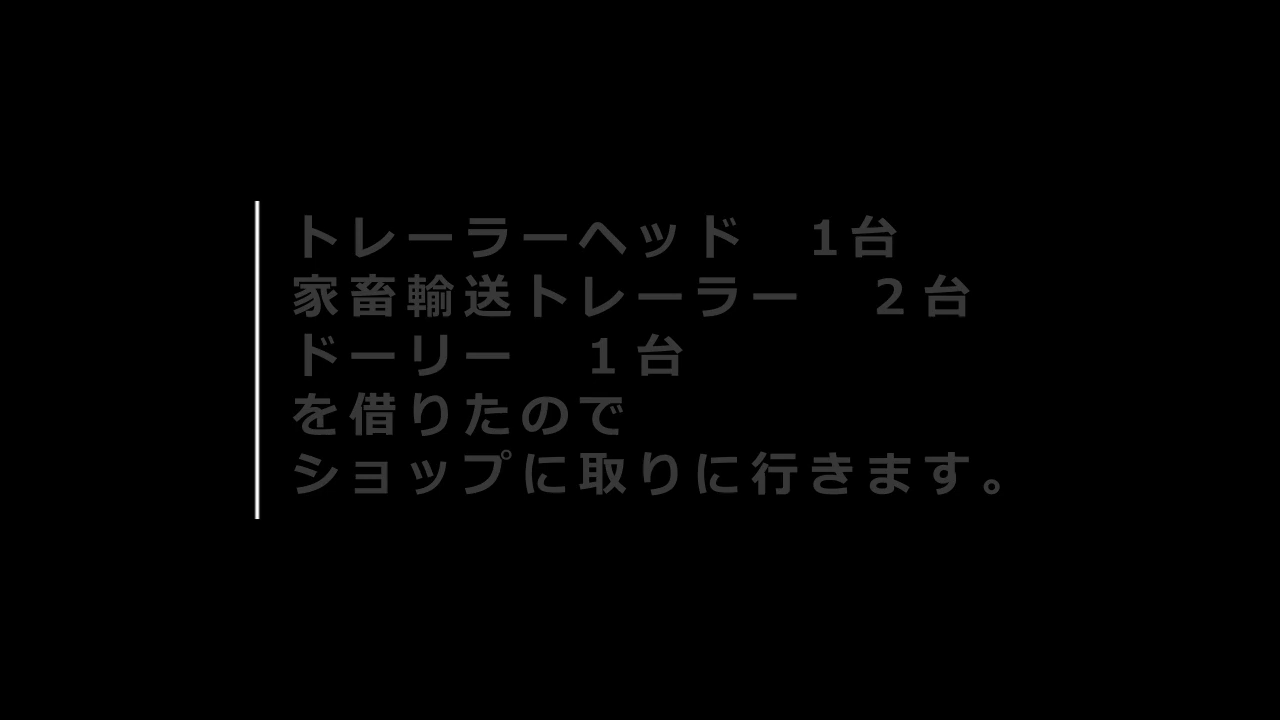 トレーラーヘッド　1台
家畜輸送トレーラー　２台
ドーリー　１台
を借りたので
ショップに取りに行きます。